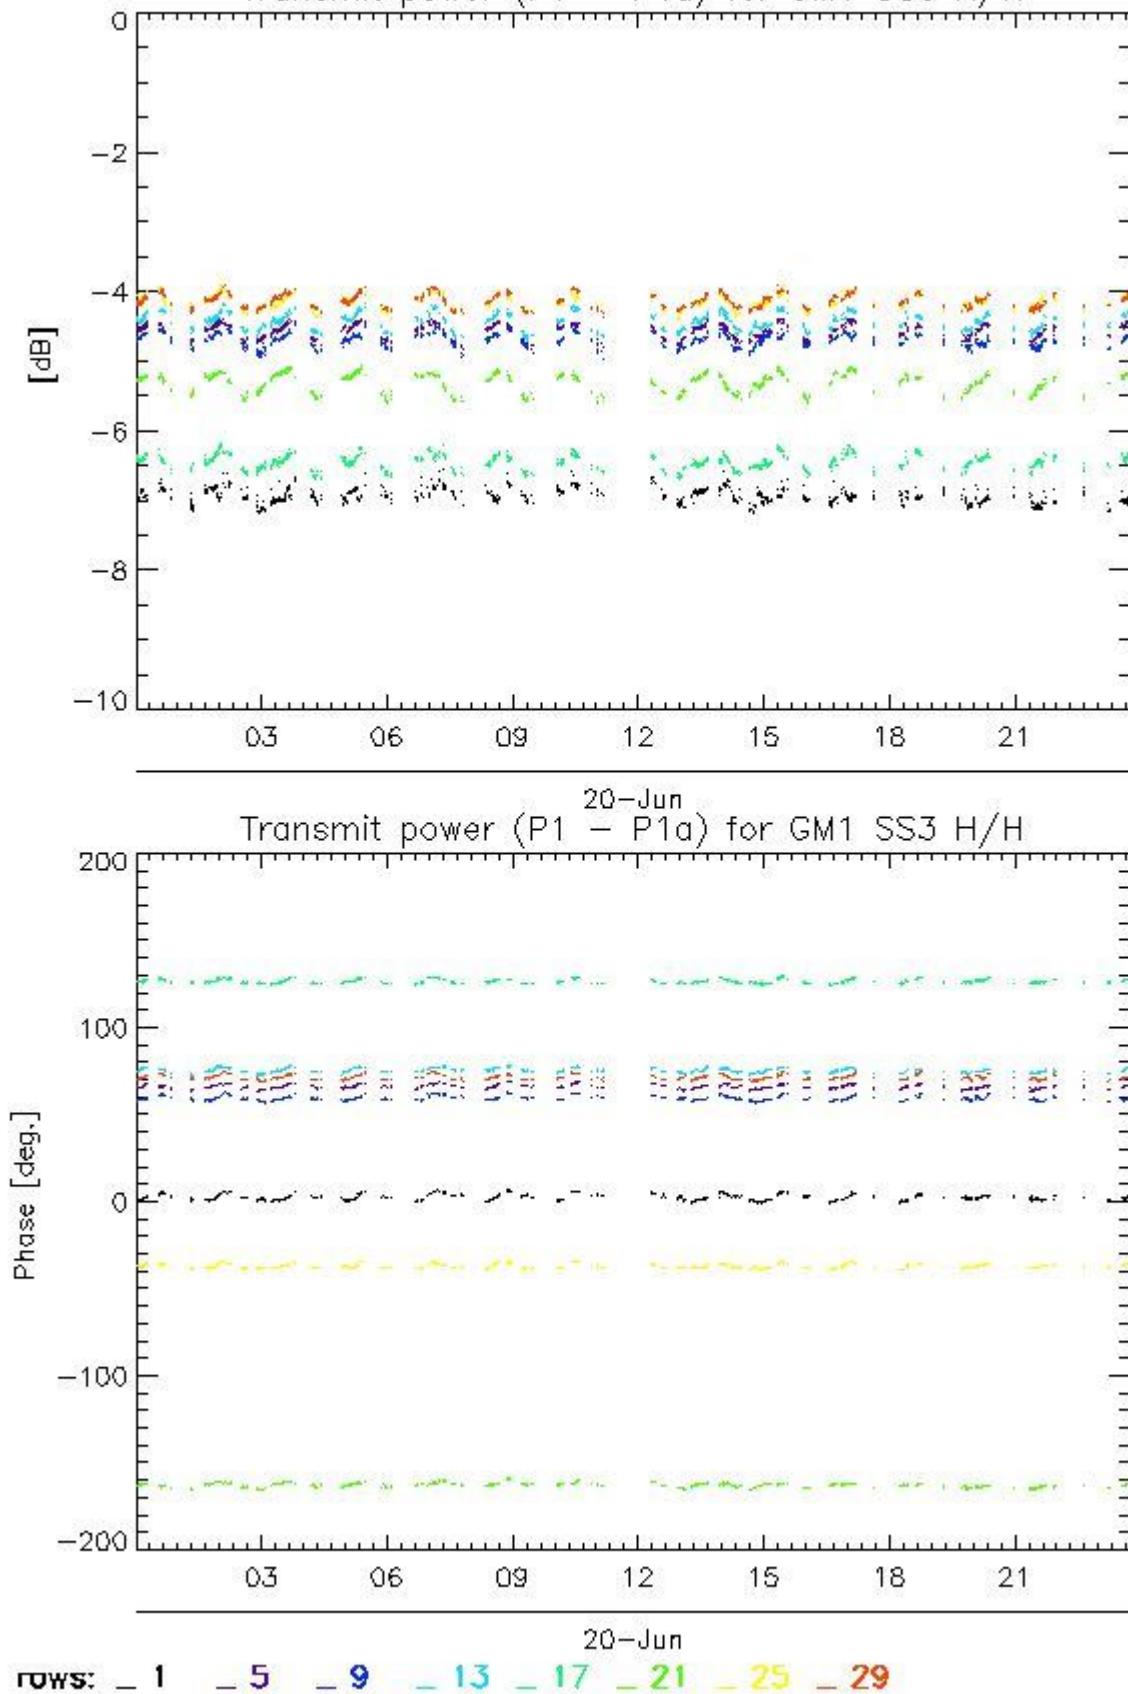 0
-2
-4
[dB]
-6
-8
-10
03 06 09 12 15 18 21
20-Jun
Transmit power (P1 - P1a) for GM1 SS3 H/H
200
100
0
Phase [deg.]
-100
-200
03 06 09 12 15 18 21
20-Jun
rows: _ 1 _ 5 _ 9 _ 13 _ 17 _ 21 _ 25 _ 29